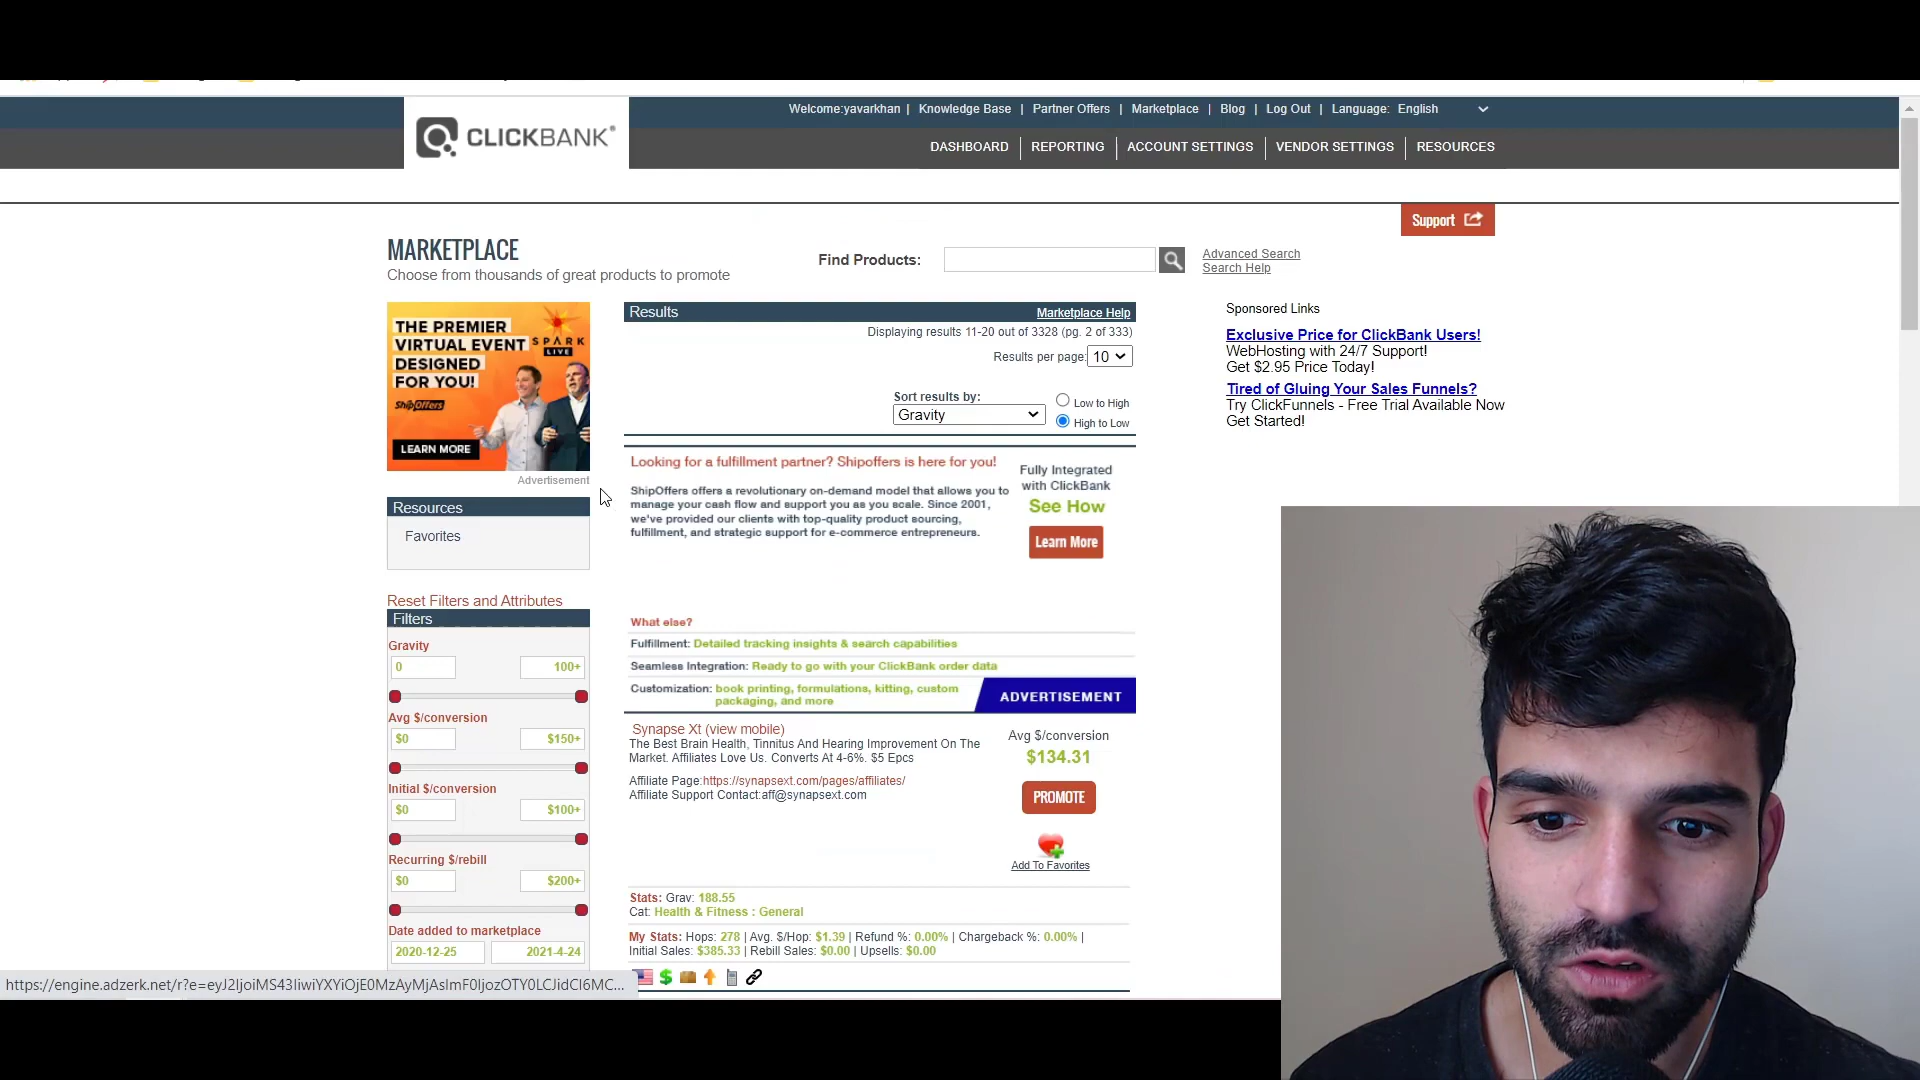 Welcome:yavarkhan | Knowledge Base | Partner Offers | Marketplace | Blog | Log Out | Language: English
CLICKBANK®
DASHBOARD | REPORTING | ACCOUNT SETTINGS | VENDOR SETTINGS | RESOURCES
Support
MARKETPLACE
Choose from thousands of great products to promote
Find Products:
Advanced Search
Search Help
THE PREMIER
VIRTUAL EVENT
DESIGNED
FOR YOU!
SPARK
LIVE
ShipOffers
LEARN MORE
Advertisement
Resources
Favorites
Reset Filters and Attributes
Filters
Gravity
0 100+
Avg $/conversion
$0 $150+
Initial $/conversion
$0 $100+
Recurring $/rebill
$0 $200+
Date added to marketplace
2020-12-25 2021-4-24
Results Marketplace Help
Displaying results 11-20 out of 3328 (pg. 2 of 333)
Results per page: 10
Sort results by:
Gravity
Low to High
High to Low
Looking for a fulfillment partner? Shipoffers is here for you!
ShipOffers offers a revolutionary on-demand model that allows you to
manage your cash flow and support you as you scale. Since 2001,
we've provided our clients with top-quality product sourcing,
fulfillment, and strategic support for e-commerce entrepreneurs.
Fully Integrated
with ClickBank
See How
Learn More
What else?
Fulfillment: Detailed tracking insights & search capabilities
Seamless Integration: Ready to go with your ClickBank order data
Customization: book printing, formulations, kitting, custom
packaging, and more
ADVERTISEMENT
Synapse Xt (view mobile)
The Best Brain Health, Tinnitus And Hearing Improvement On The
Market. Affiliates Love Us. Converts At 4-6%. $5 Epcs
Affiliate Page:https://synapsext.com/pages/affiliates/
Affiliate Support Contact:aff@synapsext.com
Avg $/conversion
$134.31
PROMOTE
Add To Favorites
Stats: Grav: 188.55
Cat: Health & Fitness : General
My Stats: Hops: 278 | Avg. $/Hop: $1.39 | Refund %: 0.00% | Chargeback %: 0.00% |
Initial Sales: $385.33 | Rebill Sales: $0.00 | Upsells: $0.00
Sponsored Links
Exclusive Price for ClickBank Users!
WebHosting with 24/7 Support!
Get $2.95 Price Today!
Tired of Gluing Your Sales Funnels?
Try ClickFunnels - Free Trial Available Now
Get Started!